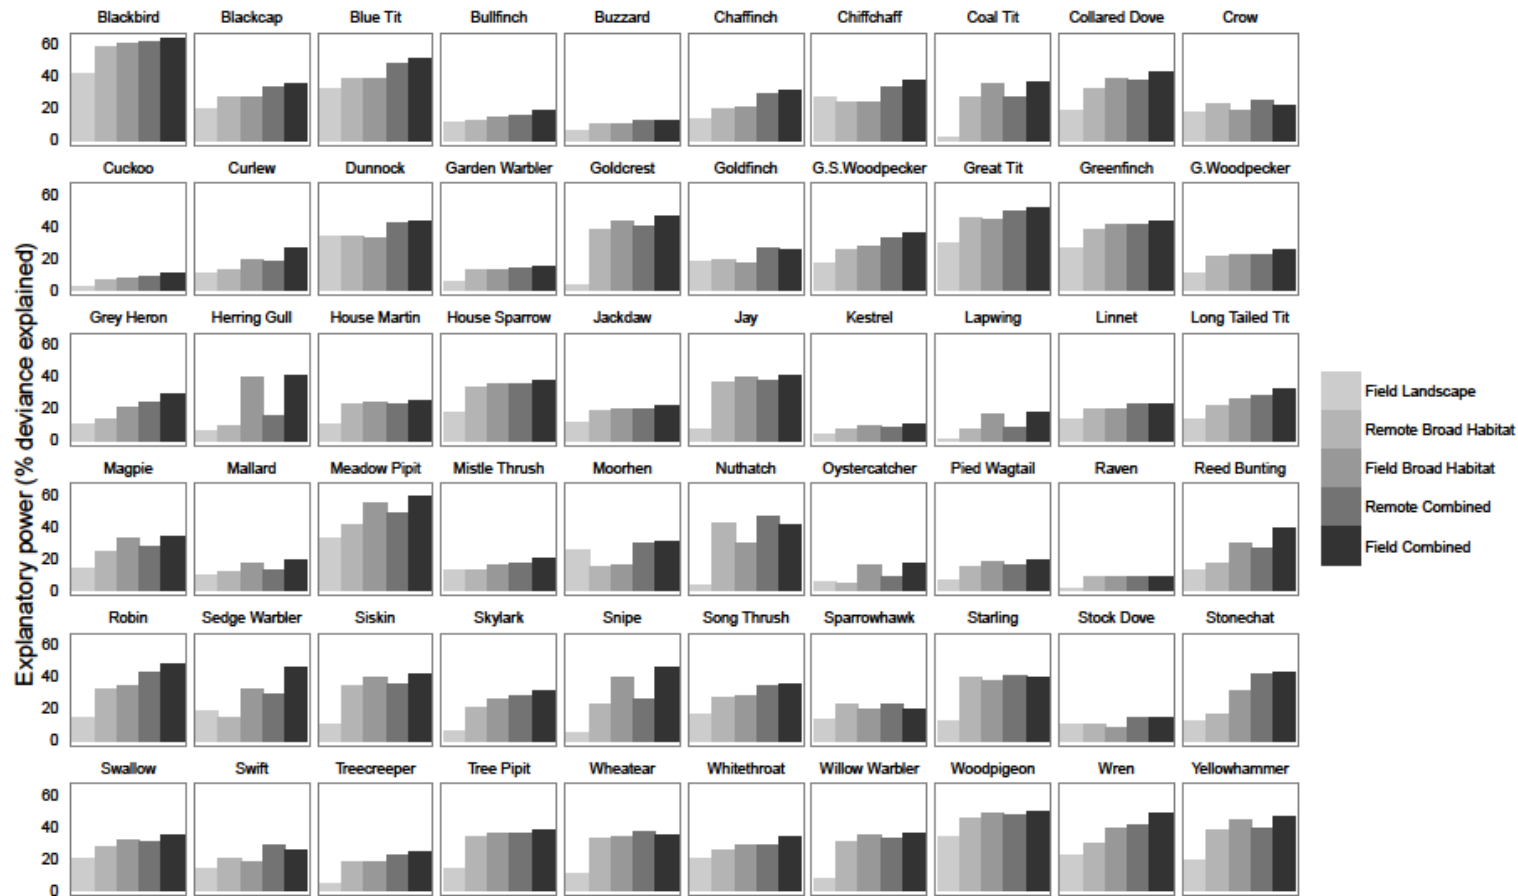 Blackbird Blackcap Blue Tit Bullfinch Buzzard Chaffinch Chiffchaff Coal Tit Collared Dove Crow
60
40
20
0
Cuckoo Curlew Dunnock Garden Warbler Goldcrest Goldfinch G.S.Woodpecker Great Tit Greenfinch G.Woodpecker
60
40
20
0
Grey Heron Herring Gull House Martin House Sparrow Jackdaw Jay Kestrel Lapwing Linnet Long Tailed Tit
60
40
20
0
Magpie Mallard Meadow Pipit Mistle Thrush Moorhen Nuthatch Oystercatcher Pied Wagtail Raven Reed Bunting
60
40
20
0
Robin Sedge Warbler Siskin Skylark Snipe Song Thrush Sparrowhawk Starling Stock Dove Stonechat
60
40
20
0
Swallow Swift Treecreeper Tree Pipit Wheatear Whitethroat Willow Warbler Woodpigeon Wren Yellowhammer
60
40
20
0
Explanatory power (% deviance explained)
Field Landscape
Remote Broad Habitat
Field Broad Habitat
Remote Combined
Field Combined